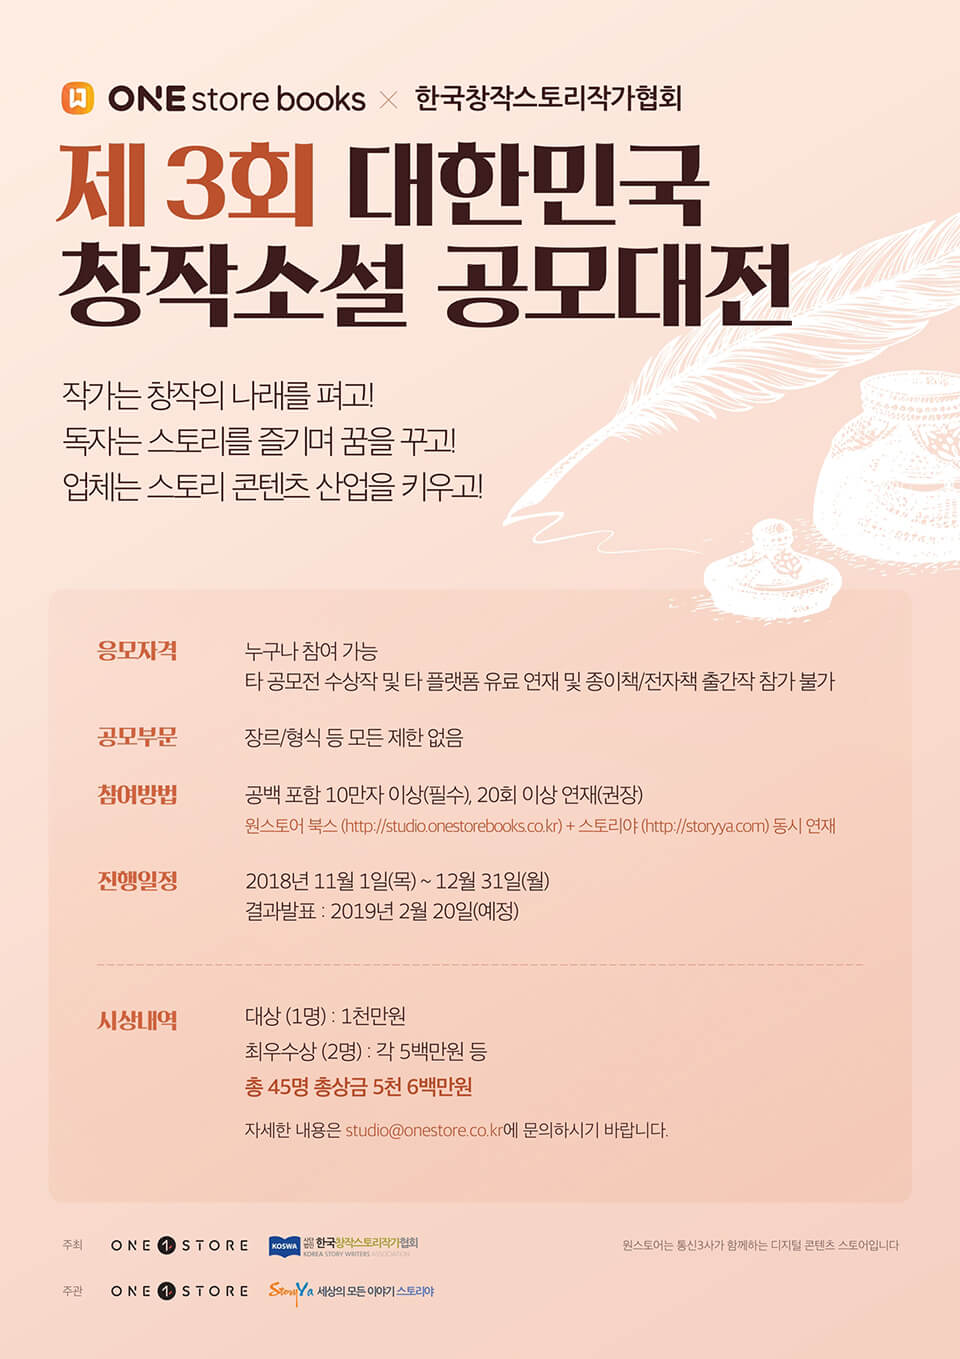 ONE store books × 한국창작스토리작가협회
제3회 대한민국
창작소설 공모대전
작가는 창작의 나래를 펴고!
독자는 스토리를 즐기며 꿈을 꾸고!
업체는 스토리 콘텐츠 산업을 키우고!
응모자격 누구나 참여 가능
타 공모전 수상작 및 타 플랫폼 유료 연재 및 종이책/전자책 출간작 참가 불가
공모부문 장르/형식 등 모든 제한 없음
참여방법 공백 포함 10만자 이상(필수), 20회 이상 연재(권장)
원스토어 북스 (http://studio.onestorebooks.co.kr) + 스토리야 (http://storyya.com) 동시 연재
진행일정 2018년 11월 1일(목) ~ 12월 31일(월)
결과발표 : 2019년 2월 20일(예정)
시상내역 대상 (1명) : 1천만원
최우수상 (2명) : 각 5백만원 등
총 45명 총상금 5천 6백만원
자세한 내용은 studio@onestore.co.kr에 문의하시기 바랍니다.
주최 ONE STORE KOSWA 사단법인 한국창작스토리작가협회 원스토어는 통신3사가 함께하는 디지털 콘텐츠 스토어입니다
KOREA STORY WRITERS ASSOCIATION
주관 ONE STORE StoryYa 세상의 모든 이야기 스토리야